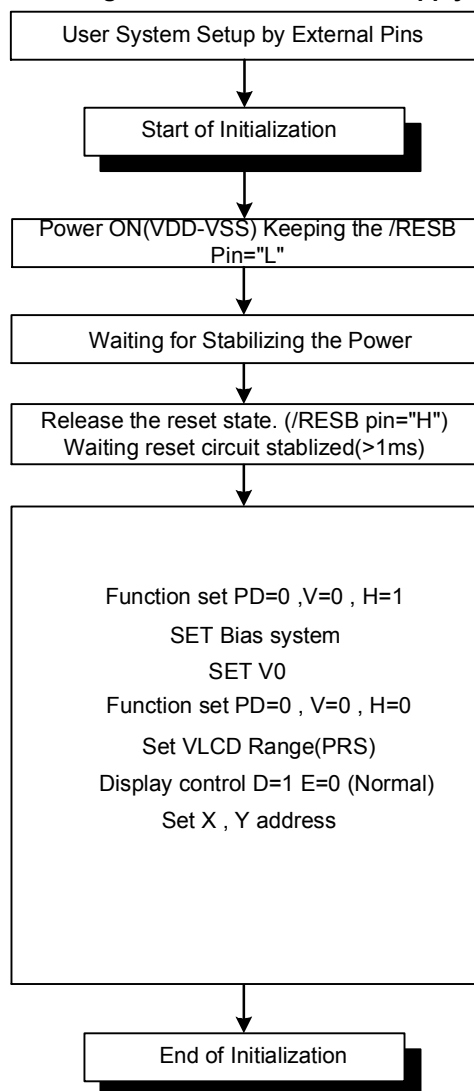 User System Setup by External Pins
Start of Initialization
Power ON(VDD-VSS) Keeping the /RESB
Pin="L"
Waiting for Stabilizing the Power
Release the reset state. (/RESB pin="H")
Waiting reset circuit stablized(>1ms)
Function set PD=0 ,V=0 , H=1
SET Bias system
SET V0
Function set PD=0 , V=0 , H=0
Set VLCD Range(PRS)
Display control D=1 E=0 (Normal)
Set X , Y address
End of Initialization